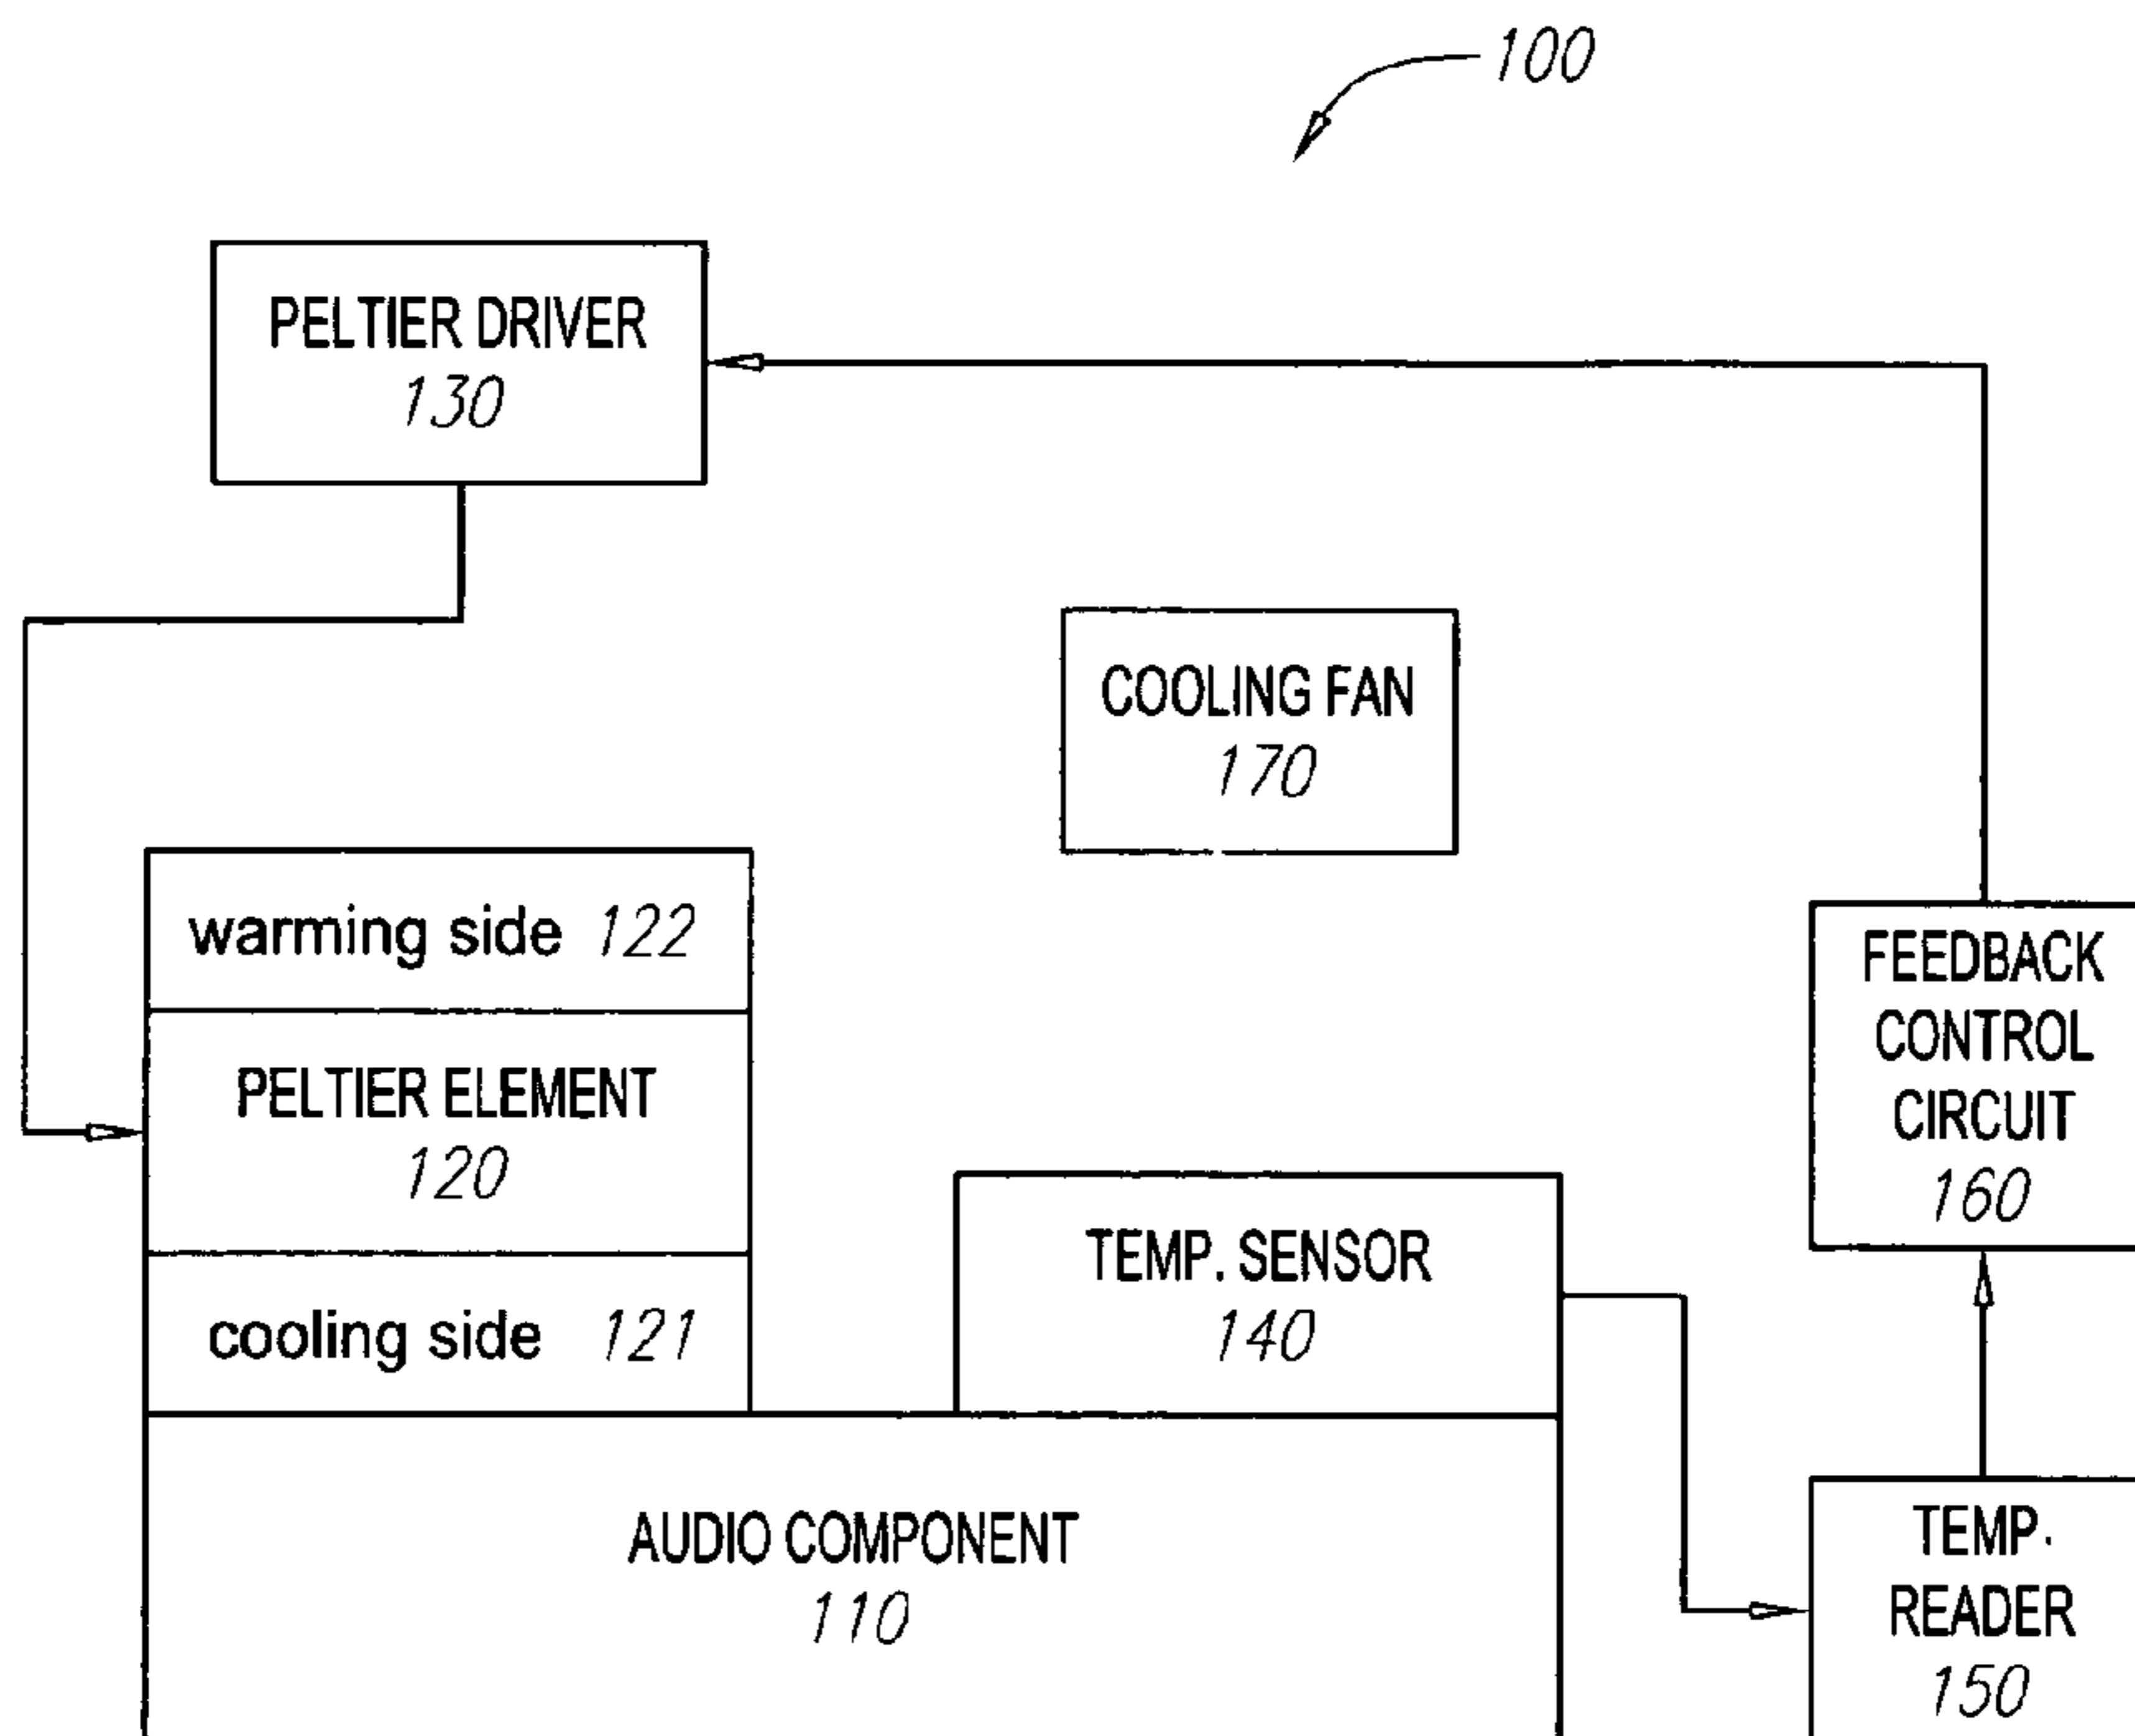 100
PELTIER DRIVER
130
COOLING FAN
170
warming side 122
PELTIER ELEMENT
120
cooling side 121
TEMP. SENSOR
140
AUDIO COMPONENT
110
FEEDBACK
CONTROL
CIRCUIT
160
TEMP.
READER
150